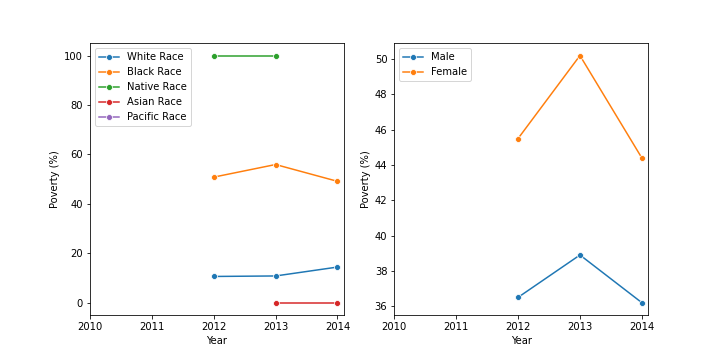 White Race
Black Race
Native Race
Asian Race
Pacific Race
Poverty (%)
100
80
60
40
20
0
2010 2011 2012 2013 2014
Year
Male
Female
Poverty (%)
50
48
46
44
42
40
38
36
2010 2011 2012 2013 2014
Year